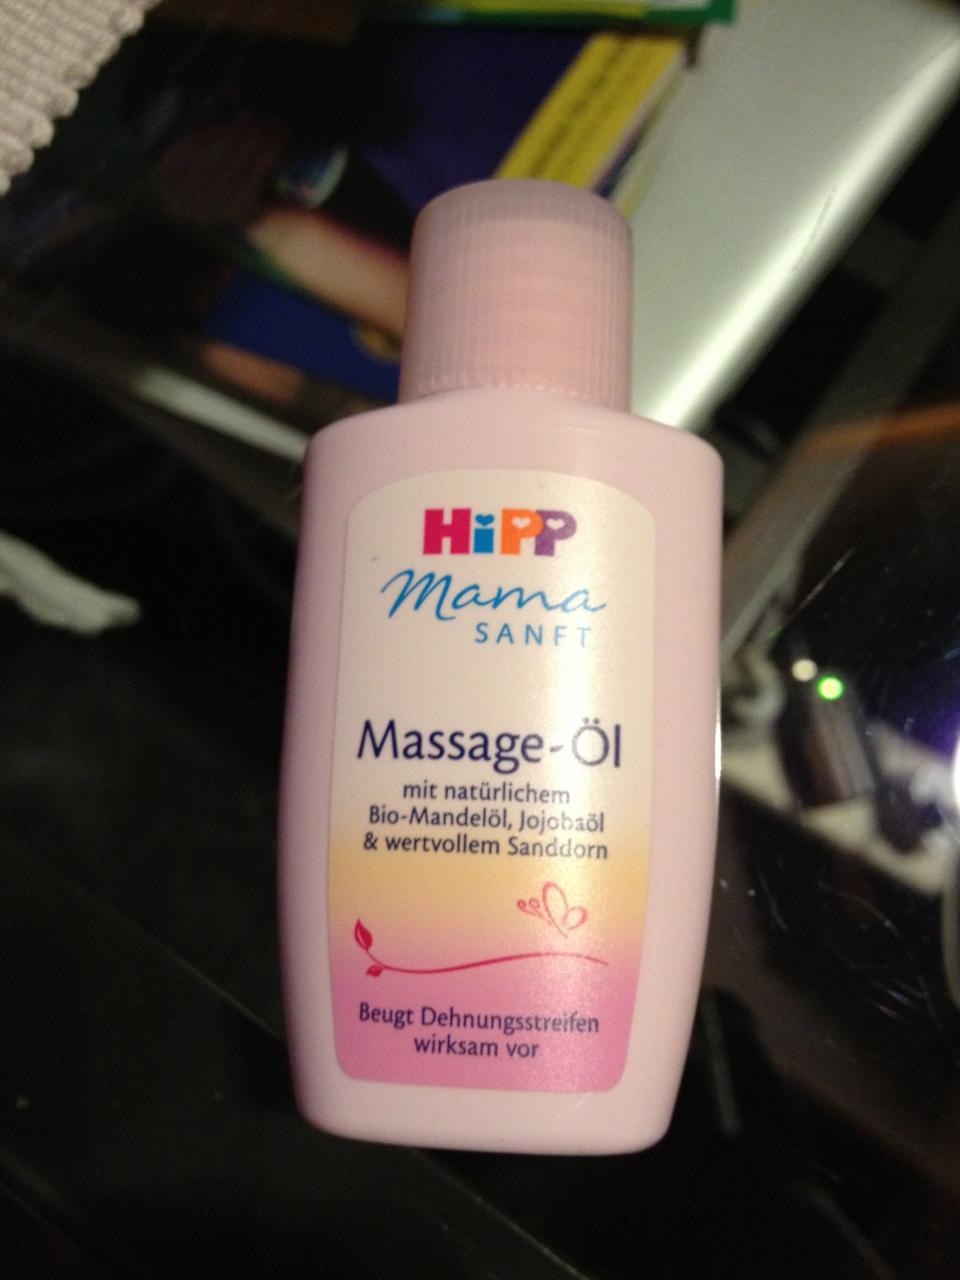 HiPP
Mama
SANFT
Massage-Öl
mit natürlichem
Bio-Mandelöl, Jojobaöl
& wertvollem Sanddorn
Beugt Dehnungsstreifen
wirksam vor